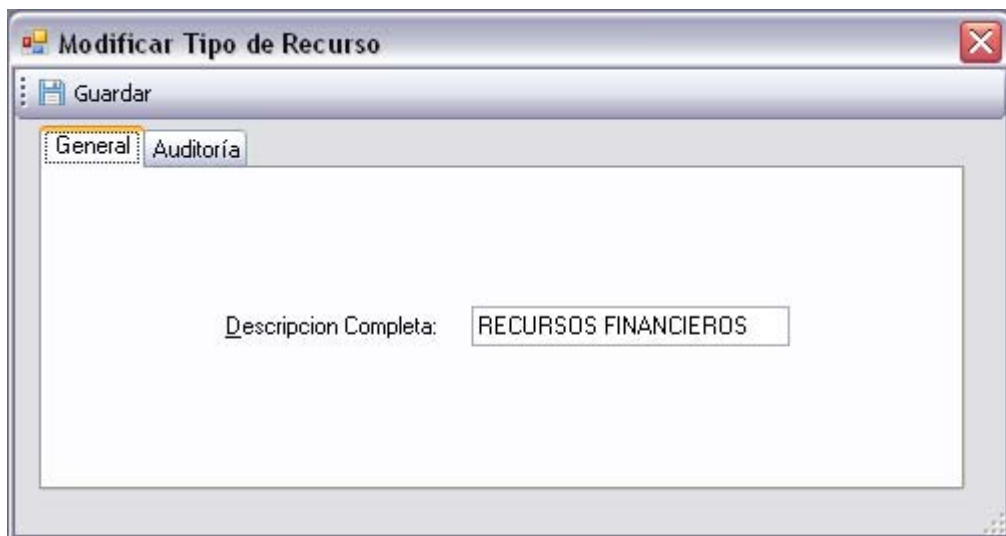 Modificar Tipo de Recurso
Guardar
General Auditoría
Descripcion Completa: RECURSOS FINANCIEROS